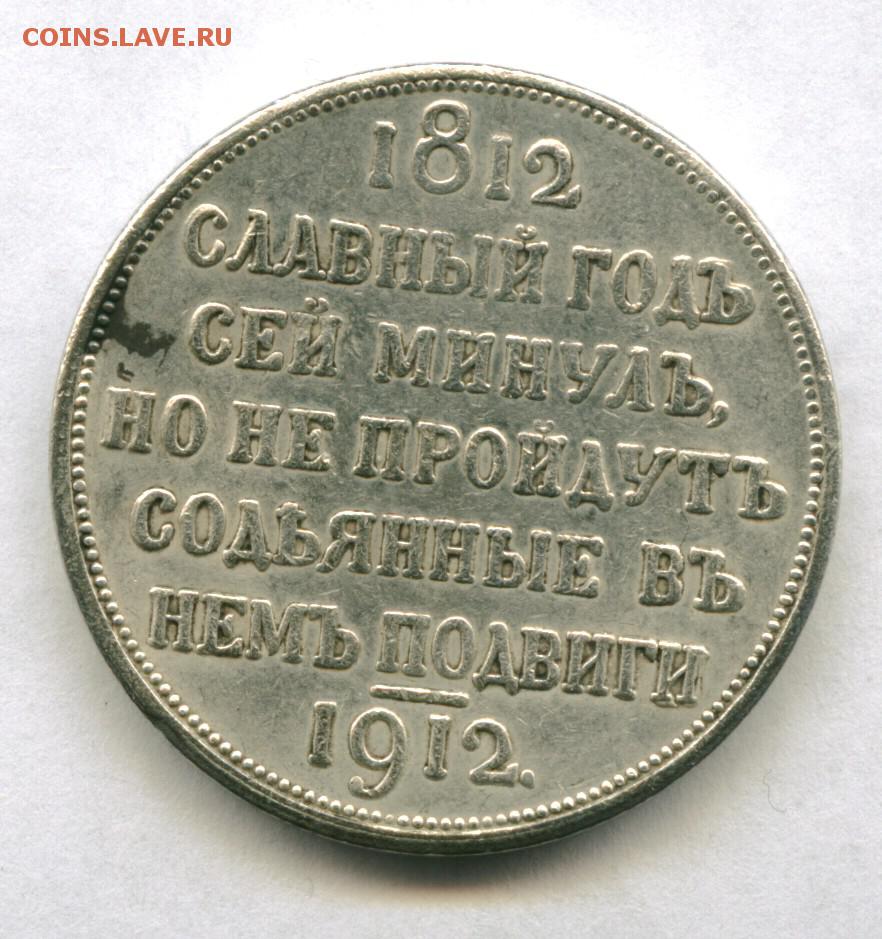 COINS.LAVE.RU
1812
СЛАВНЫЙ ГОДЪ
СЕЙ МИНУЛЪ,
НО НЕ ПРОЙДУТЪ
СОДѢЯННЫЕ ВЪ
НЕМЪ ПОДВИГИ
1912.